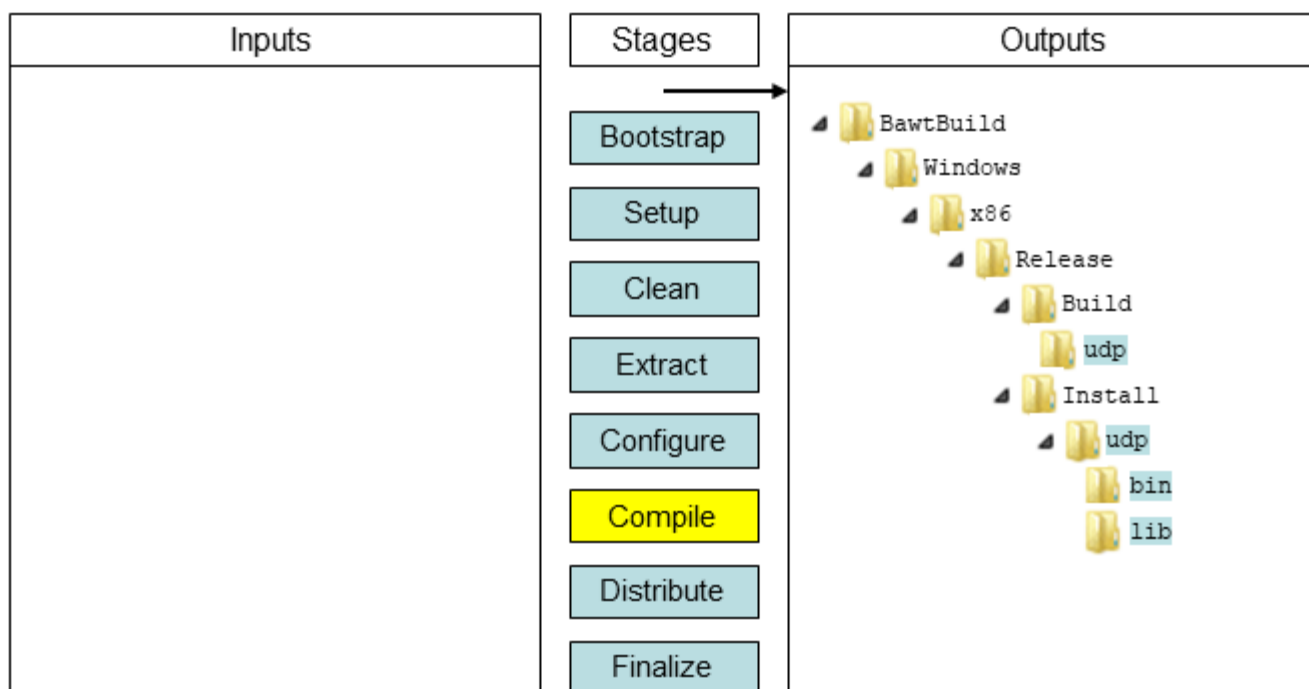 Inputs
Stages
Outputs
Bootstrap
Setup
Clean
Extract
Configure
Compile
Distribute
Finalize
BawtBuild
Windows
x86
Release
Build
udp
Install
udp
bin
lib